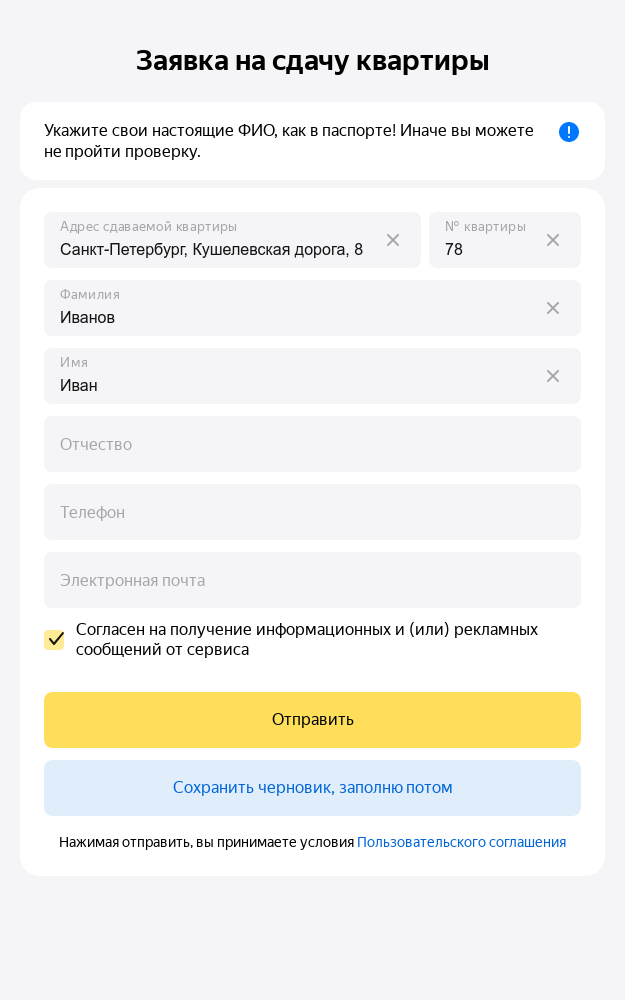 Заявка на сдачу квартиры
Укажите свои настоящие ФИО, как в паспорте! Иначе вы можете
не пройти проверку.
Адрес сдаваемой квартиры
Санкт-Петербург, Кушелевская дорога, 8
№ квартиры
78
Фамилия
Иванов
Имя
Иван
Отчество
Телефон
Электронная почта
Согласен на получение информационных и (или) рекламных
сообщений от сервиса
Отправить
Сохранить черновик, заполню потом
Нажимая отправить, вы принимаете условия Пользовательского соглашения